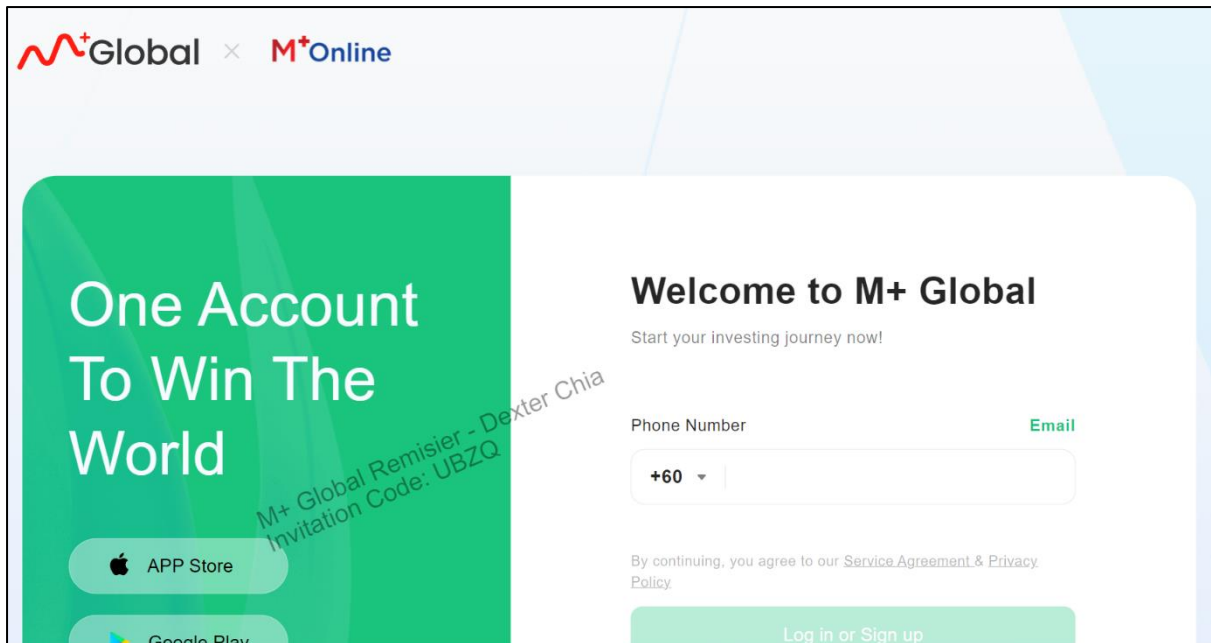 M+Global × M+Online
One Account
To Win The
World
APP Store
Google Play
M+ Global Remisier - Dexter Chia
Invitation Code: UBZQ
Welcome to M+ Global
Start your investing journey now!
Phone Number Email
+60
By continuing, you agree to our Service Agreement & Privacy
Policy
Log in or Sign up